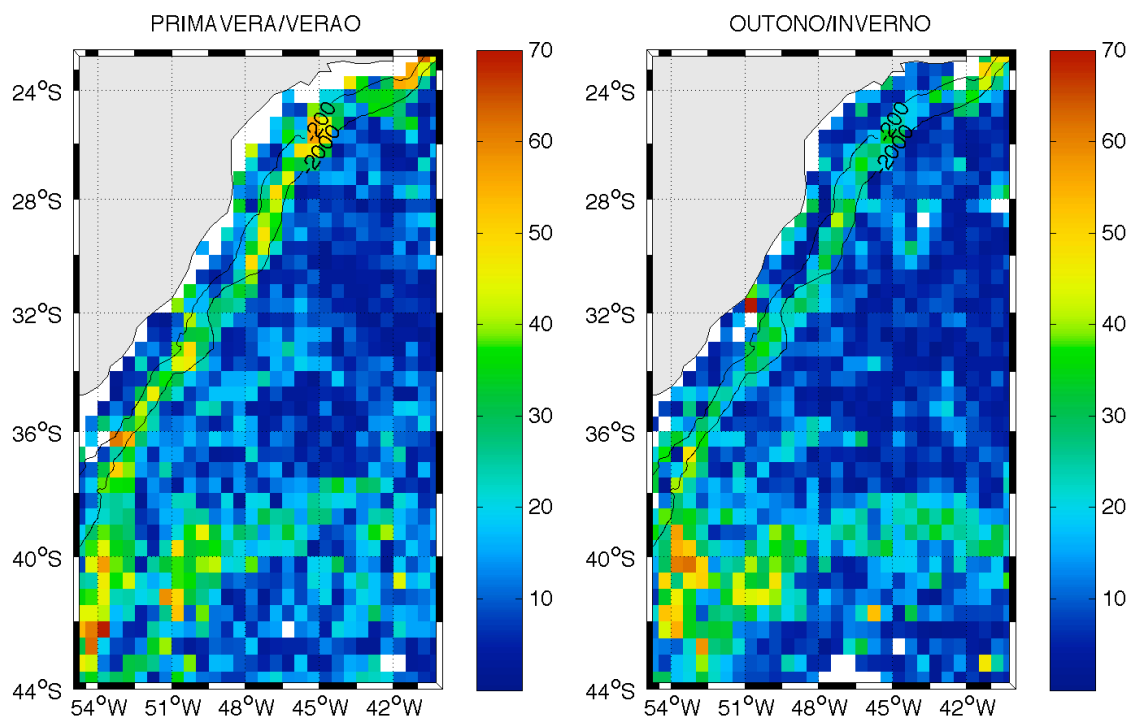 PRIMAVERA/VERAO
24°S
28°S
32°S
36°S
40°S
44°S
54°W 51°W 48°W 45°W 42°W
-200
-2000
70
60
50
40
30
20
10
OUTONO/INVERNO
24°S
28°S
32°S
36°S
40°S
44°S
54°W 51°W 48°W 45°W 42°W
-200
-2000
70
60
50
40
30
20
10